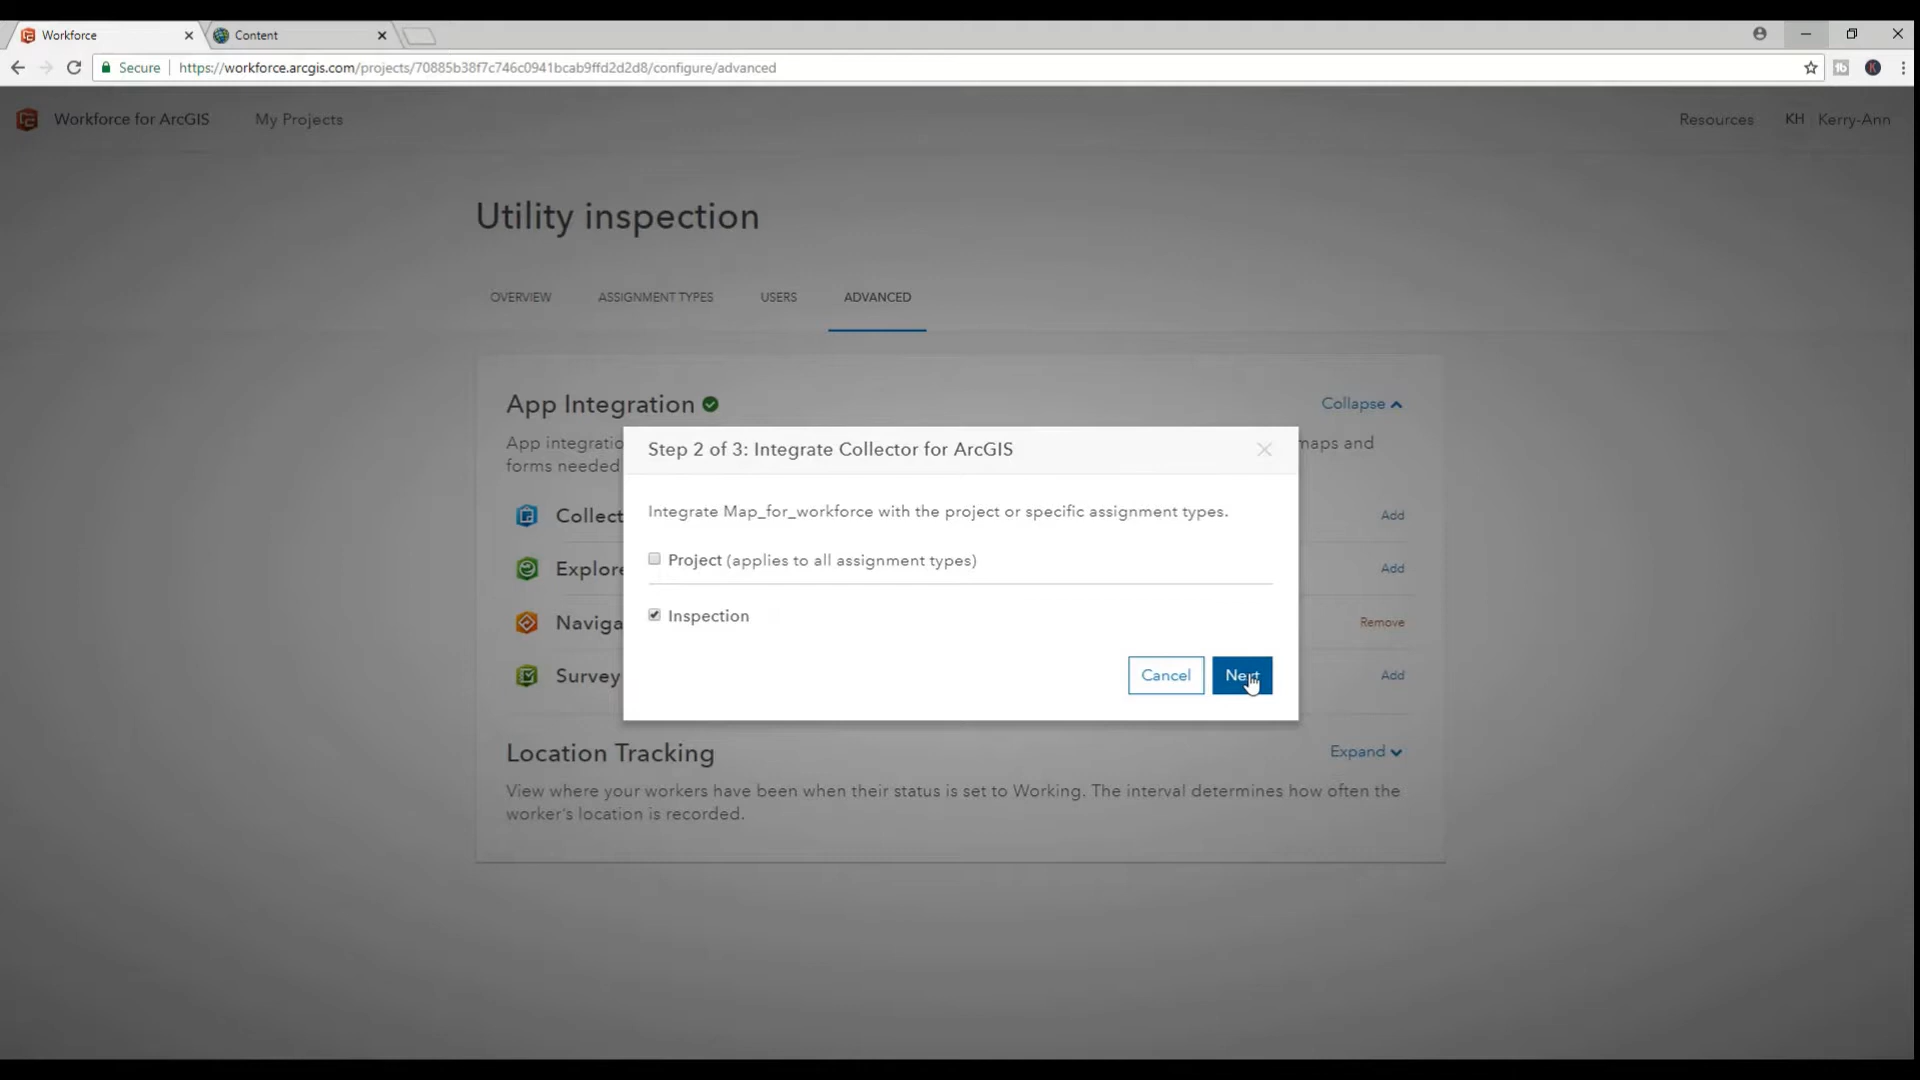 Workforce
Content
Secure https://workforce.arcgis.com/projects/70885b38f7c746c0941bcab9ffd2d2d8/configure/advanced
Workforce for ArcGIS My Projects Resources KH Kerry-Ann
Utility inspection
OVERVIEW ASSIGNMENT TYPES USERS ADVANCED
App Integration Collapse
App integratio
maps and
forms needed
Step 2 of 3: Integrate Collector for ArcGIS
Integrate Map_for_workforce with the project or specific assignment types.
Project (applies to all assignment types)
Inspection
Cancel Next
Collect Add
Explore Add
Naviga Remove
Survey Add
Location Tracking Expand
View where your workers have been when their status is set to Working. The interval determines how often the
worker's location is recorded.